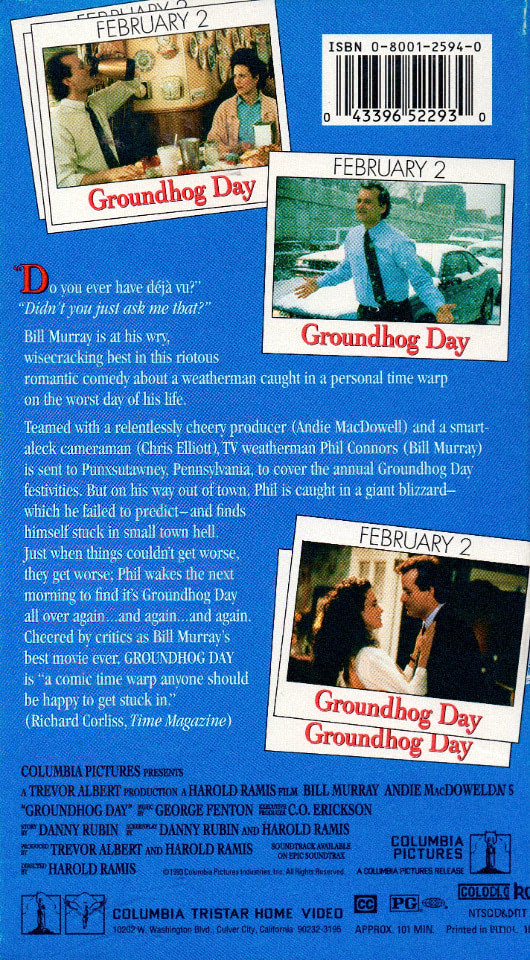 FEBRUARY 2
FEBRUARY 2
Groundhog Day
ISBN 0-8001-2594-0
0 43396 52293 0
FEBRUARY 2
Groundhog Day
"Do you ever have déjà vu?"
"Didn't you just ask me that?"
Bill Murray is at his wry,
wisecracking best in this riotous
romantic comedy about a weatherman caught in a personal time warp
on the worst day of his life.
Teamed with a relentlessly cheery producer (Andie MacDowell) and a smart-
aleck cameraman (Chris Elliott), TV weatherman Phil Connors (Bill Murray)
is sent to Punxsutawney, Pennsylvania, to cover the annual Groundhog Day
festivities. But on his way out of town, Phil is caught in a giant blizzard–
which he failed to predict–and finds
himself stuck in small town hell.
Just when things couldn't get worse,
they get worse; Phil wakes the next
morning to find it's Groundhog Day
all over again...and again...and again.
Cheered by critics as Bill Murray's
best movie ever, GROUNDHOG DAY
is "a comic time warp anyone should
be happy to get stuck in."
(Richard Corliss, Time Magazine)
FEBRUARY 2
Groundhog Day
Groundhog Day
COLUMBIA PICTURES PRESENTS
A TREVOR ALBERT PRODUCTION A HAROLD RAMIS FILM BILL MURRAY ANDIE MACDOWELL
"GROUNDHOG DAY" MUSIC BY GEORGE FENTON EXECUTIVE PRODUCER C.O. ERICKSON
STORY BY DANNY RUBIN SCREENPLAY BY DANNY RUBIN AND HAROLD RAMIS
PRODUCED BY TREVOR ALBERT AND HAROLD RAMIS SOUNDTRACK AVAILABLE ON EPIC SOUNDTRAX
DIRECTED BY HAROLD RAMIS ©1993 Columbia Pictures Industries, Inc. All Rights Reserved.
COLUMBIA PICTURES
A COLUMBIA PICTURES RELEASE
COLUMBIA TRISTAR HOME VIDEO
10202 W. Washington Blvd., Culver City, California 90232-3195
CC PG
APPROX. 101 MIN. Printed in